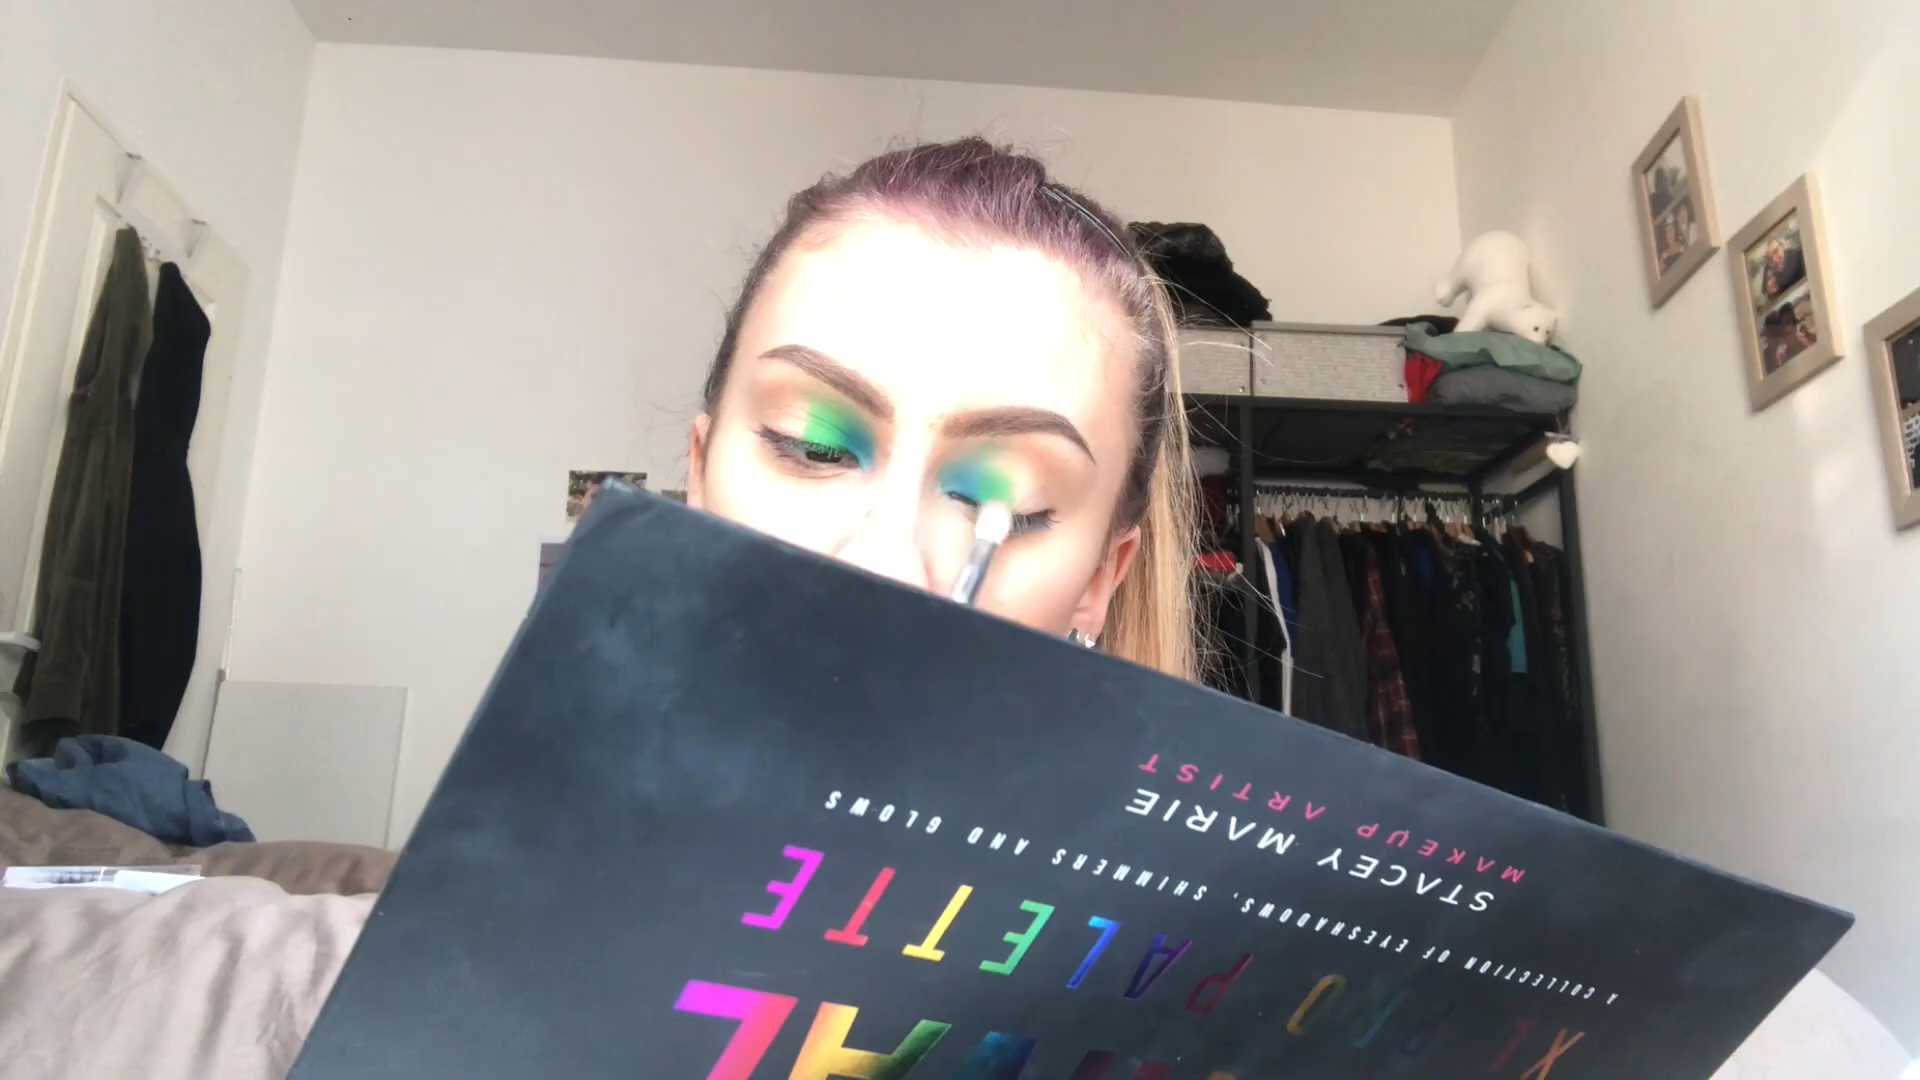 XL PRO PALETTE
A COLLECTION OF EYESHADOWS, SHIMMERS AND GLOWS
STACEY MARIE
MAKEUP ARTIST